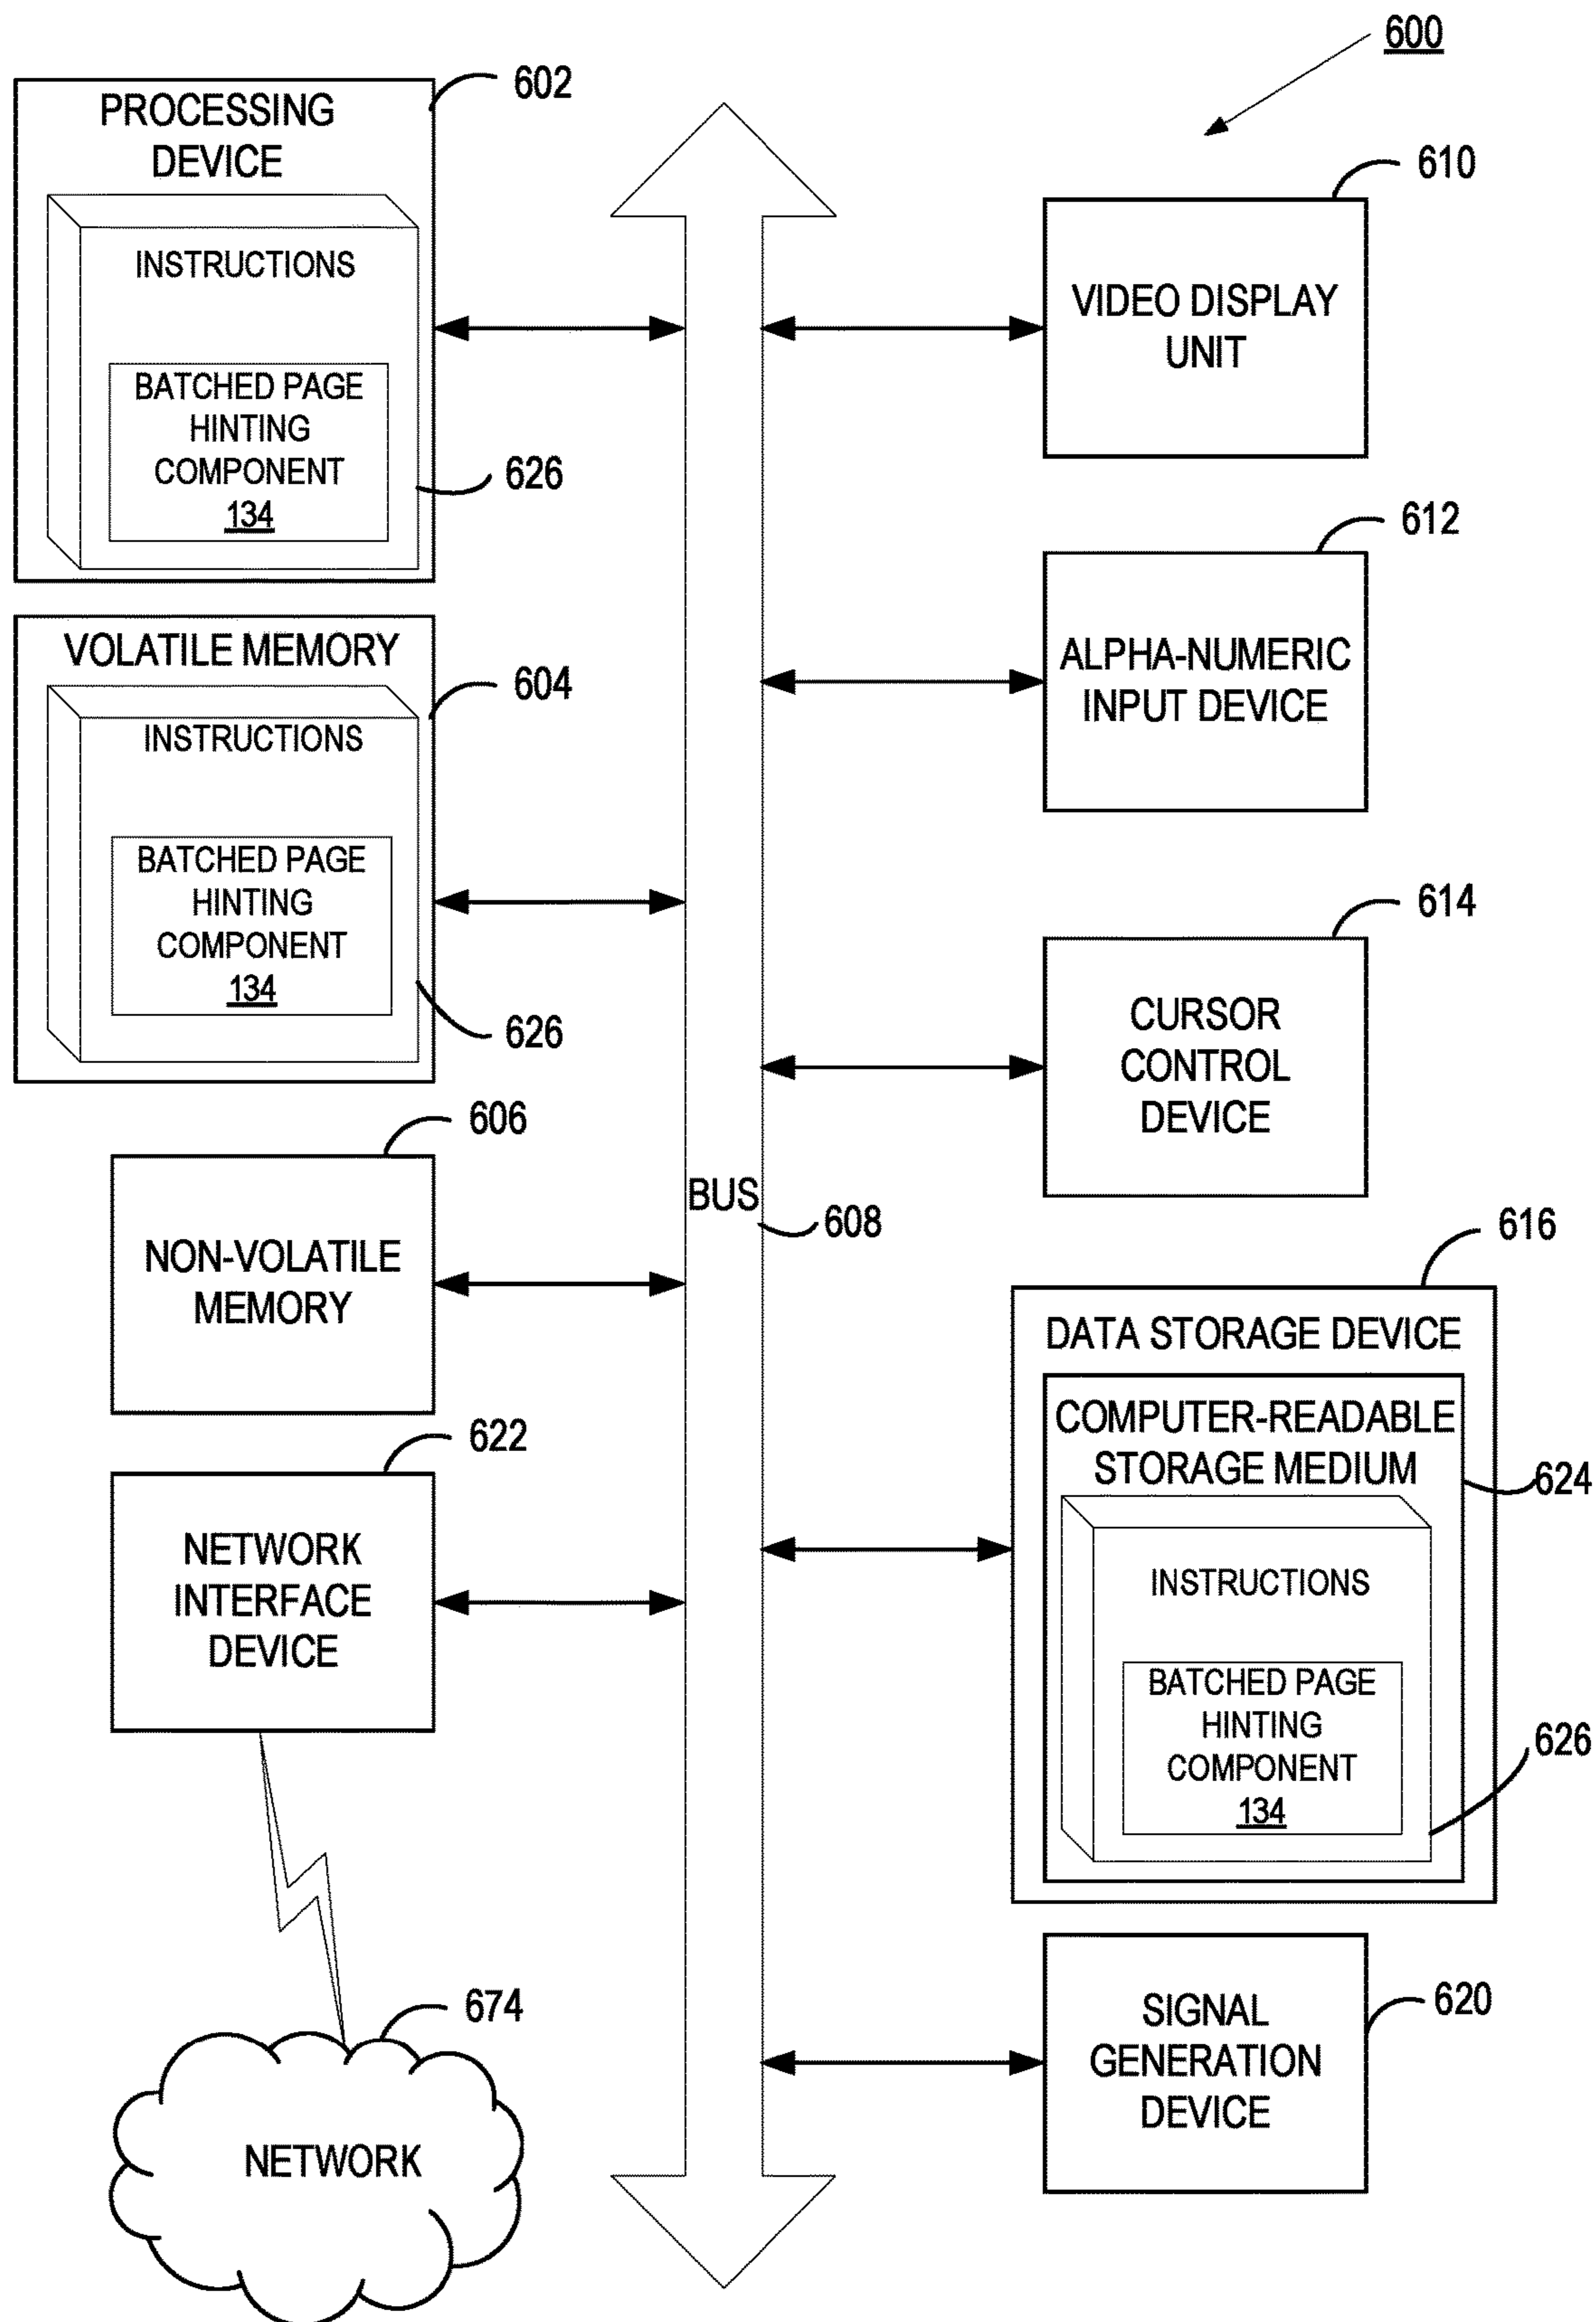 600
602
PROCESSING
DEVICE
INSTRUCTIONS
BATCHED PAGE
HINTING
COMPONENT
134
626
VOLATILE MEMORY
604
INSTRUCTIONS
BATCHED PAGE
HINTING
COMPONENT
134
626
606
NON-VOLATILE
MEMORY
622
NETWORK
INTERFACE
DEVICE
674
NETWORK
BUS
608
610
VIDEO DISPLAY
UNIT
612
ALPHA-NUMERIC
INPUT DEVICE
614
CURSOR
CONTROL
DEVICE
616
DATA STORAGE DEVICE
COMPUTER-READABLE
STORAGE MEDIUM
624
INSTRUCTIONS
BATCHED PAGE
HINTING
COMPONENT
134
626
SIGNAL
GENERATION
DEVICE
620